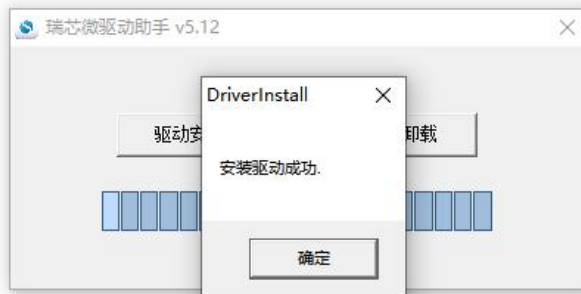 瑞芯微驱动助手 v5.12
DriverInstall
驱动安
卸载
安装驱动成功.
确定